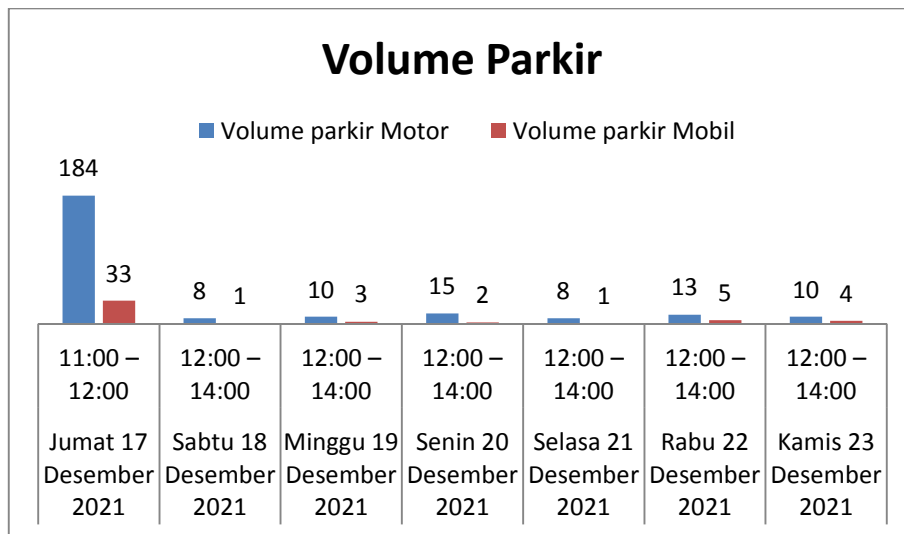 Volume Parkir
Volume parkir Motor Volume parkir Mobil
184
33
8 1
10 3
15 2
8 1
13 5
10 4
11:00 –
12:00
12:00 –
14:00
12:00 –
14:00
12:00 –
14:00
12:00 –
14:00
12:00 –
14:00
12:00 –
14:00
Jumat 17
Desember
2021
Sabtu 18
Desember
2021
Minggu 19
Desember
2021
Senin 20
Desember
2021
Selasa 21
Desember
2021
Rabu 22
Desember
2021
Kamis 23
Desember
2021